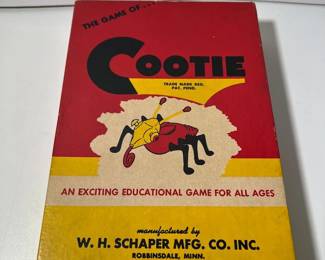 THE GAME OF...
COOTIE
TRADE MARK REG.
PAT. PEND.
AN EXCITING EDUCATIONAL GAME FOR ALL AGES
manufactured by
W. H. SCHAPER MFG. CO. INC.
ROBBINSDALE, MINN.